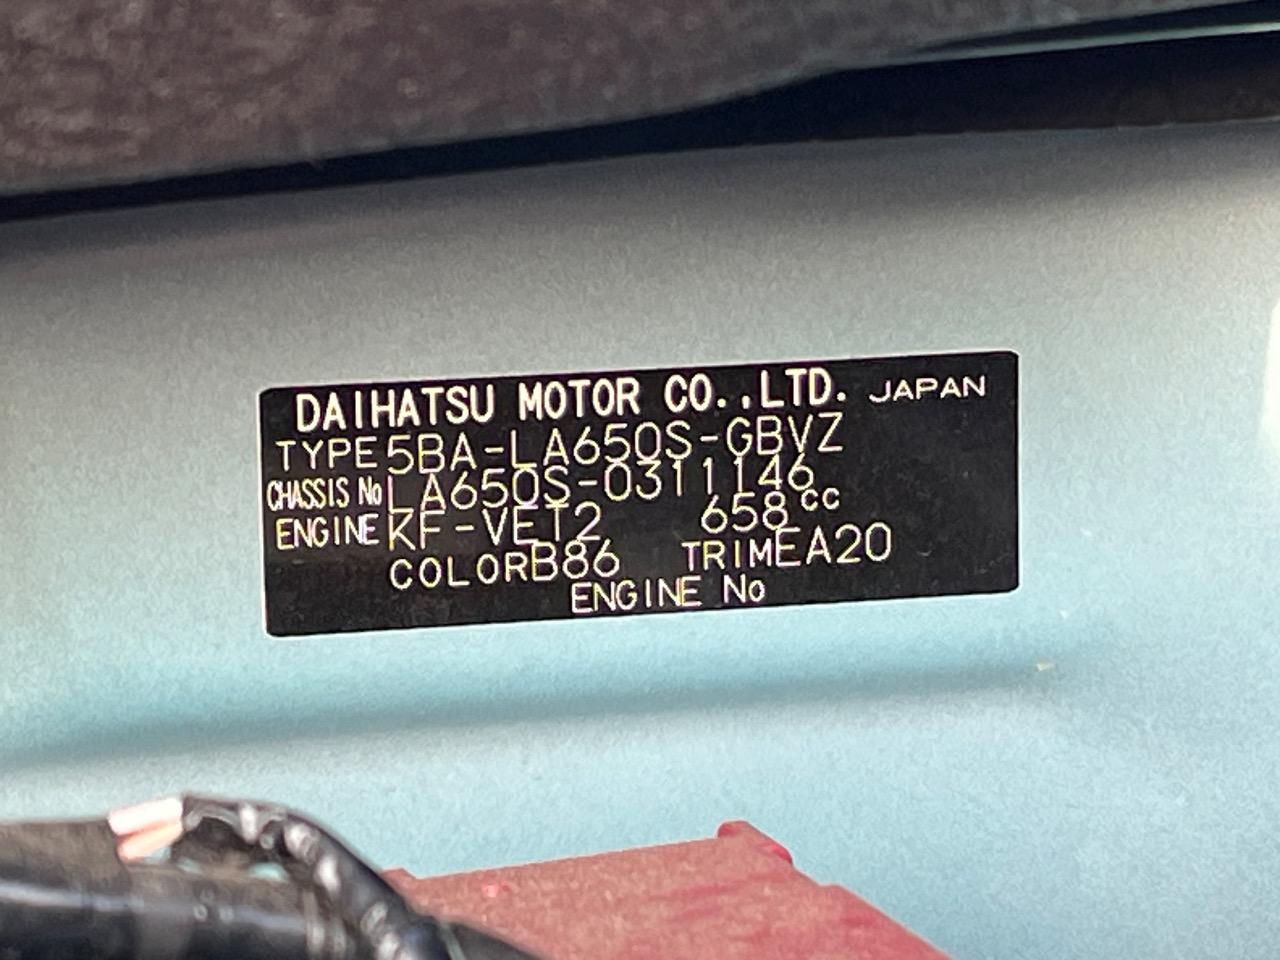 DAIHATSU MOTOR CO.,LTD. JAPAN
TYPE 5BA-LA650S-GBVZ
CHASSIS No LA650S-0311146
ENGINE KF-VET2 658cc
COLOR B86 TRIM EA20
ENGINE No